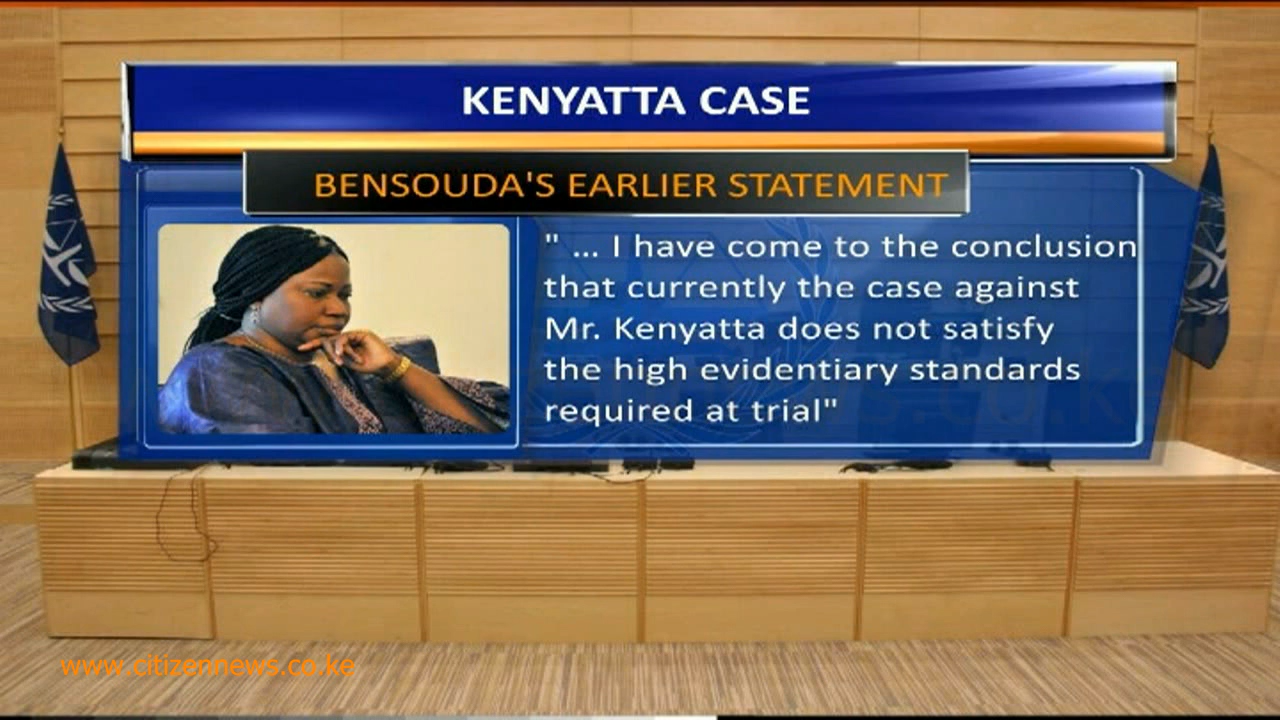 KENYATTA CASE
BENSOUDA'S EARLIER STATEMENT
" ... I have come to the conclusion
that currently the case against
Mr. Kenyatta does not satisfy
the high evidentiary standards
required at trial"
www.citizennews.co.ke